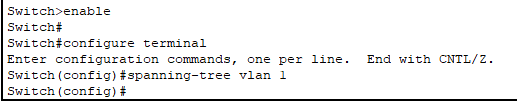 Switch>enable
Switch#
Switch#configure terminal
Enter configuration commands, one per line.  End with CNTL/Z.
Switch(config)#spanning-tree vlan 1
Switch(config)#